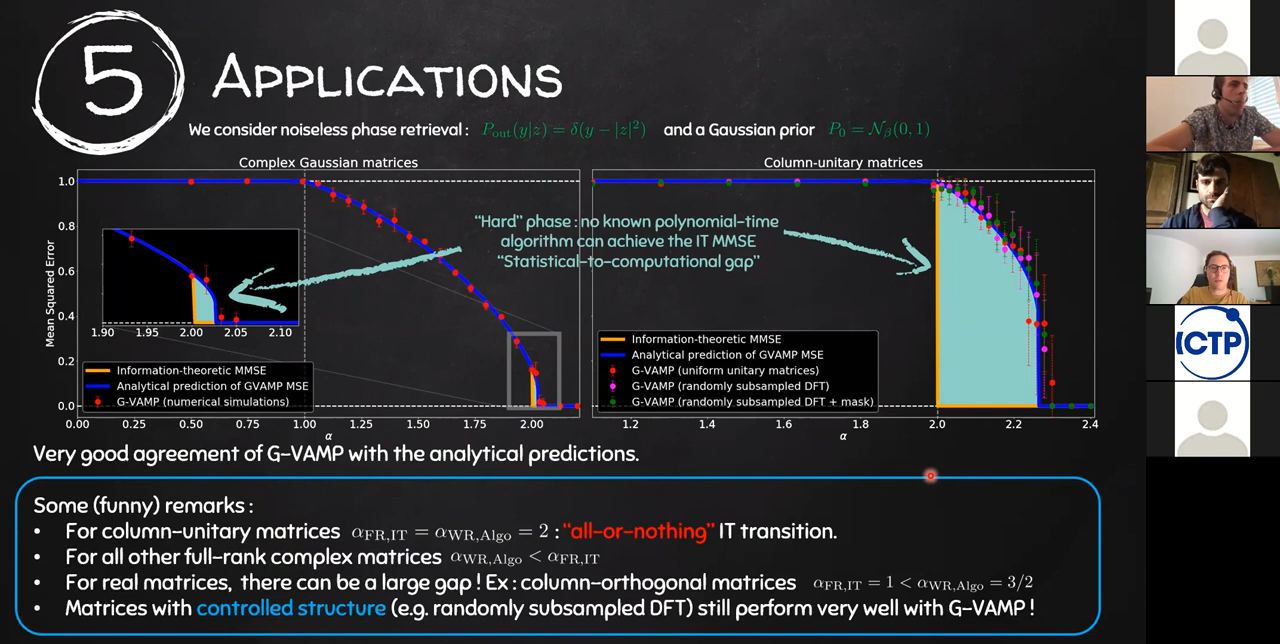 5 APPLICATIONS
We consider noiseless phase retrieval : P_out(y|z) = δ(y − |z|²) and a Gaussian prior P_0 = 𝒩_β(0, 1)
Complex Gaussian matrices
Mean Squared Error
1.0
0.8
0.6
0.4
0.2
0.0
1.90 1.95 2.00 2.05 2.10
Information-theoretic MMSE
Analytical prediction of GVAMP MSE
G-VAMP (numerical simulations)
0.00 0.25 0.50 0.75 1.00 1.25 1.50 1.75 2.00
α
"Hard" phase : no known polynomial-time
algorithm can achieve the IT MMSE
"Statistical-to-computational gap"
Column-unitary matrices
Information-theoretic MMSE
Analytical prediction of GVAMP MSE
G-VAMP (uniform unitary matrices)
G-VAMP (randomly subsampled DFT)
G-VAMP (randomly subsampled DFT + mask)
1.2 1.4 1.6 1.8 2.0 2.2 2.4
α
Very good agreement of G-VAMP with the analytical predictions.
Some (funny) remarks :
• For column-unitary matrices α_FR,IT = α_WR,Algo = 2 : "all-or-nothing" IT transition.
• For all other full-rank complex matrices α_WR,Algo < α_FR,IT
• For real matrices, there can be a large gap ! Ex : column-orthogonal matrices α_FR,IT = 1 < α_WR,Algo = 3/2
• Matrices with controlled structure (e.g. randomly subsampled DFT) still perform very well with G-VAMP !
ICTP